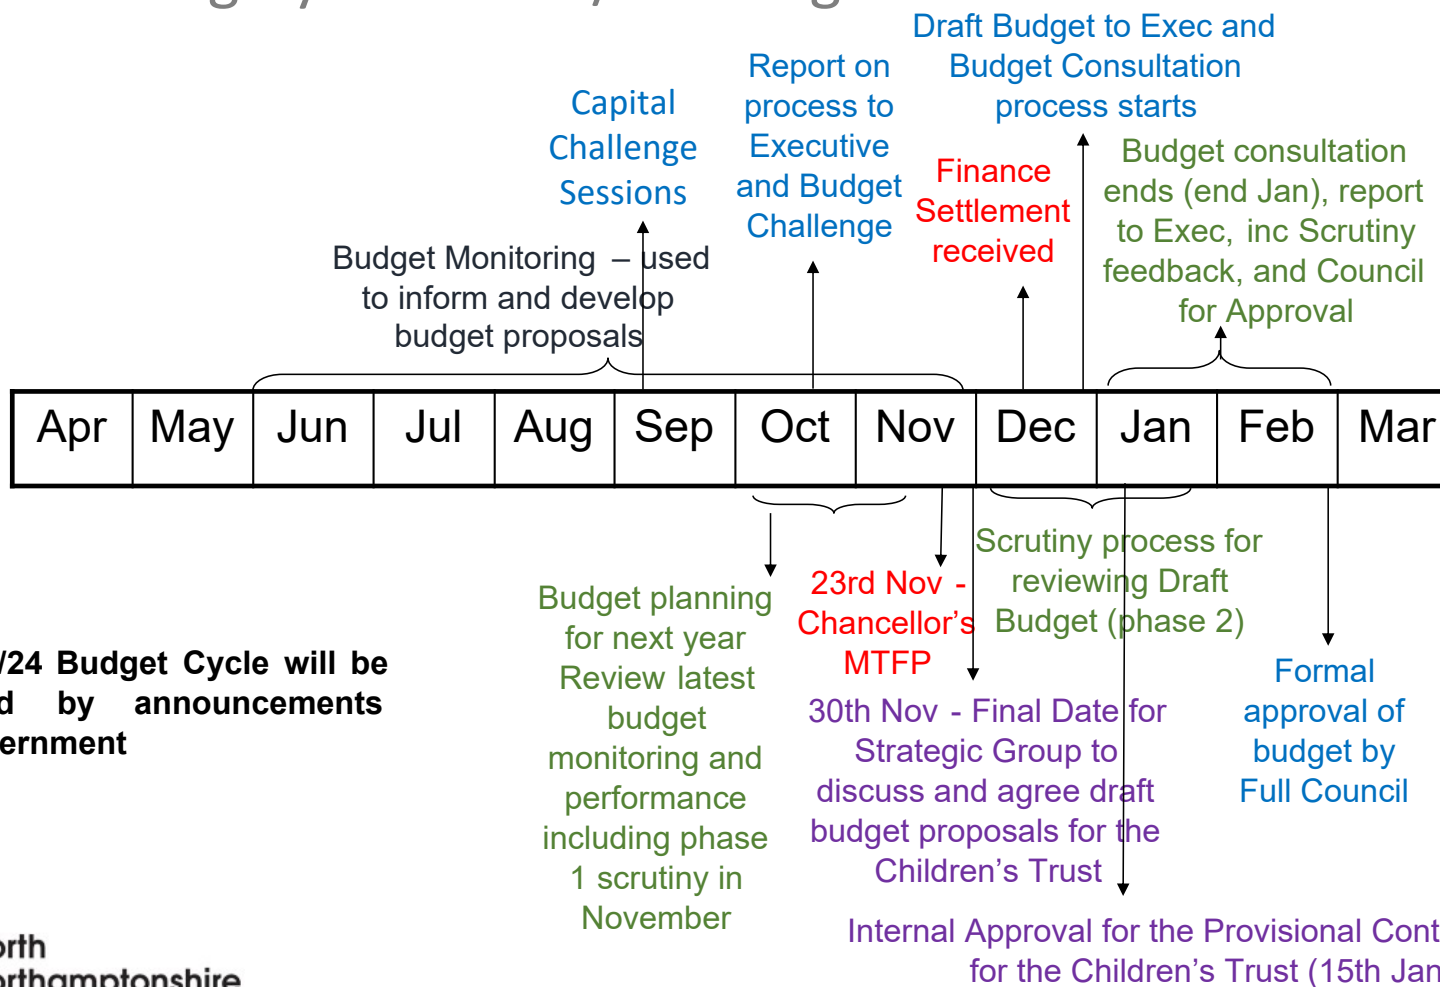 Draft Budget to Exec and
Budget Consultation
process starts
Report on
process to
Executive
and Budget
Challenge
Capital
Challenge
Sessions
Finance
Settlement
received
Budget consultation
ends (end Jan), report
to Exec, inc Scrutiny
feedback, and Council
for Approval
Budget Monitoring – used
to inform and develop
budget proposals
Apr May Jun Jul Aug Sep Oct Nov Dec Jan Feb Mar
Scrutiny process for
reviewing Draft
Budget (phase 2)
23rd Nov -
Chancellor's
MTFP
Budget planning
for next year
Review latest
budget
monitoring and
performance
including phase
1 scrutiny in
November
/24 Budget Cycle will be
by announcements
30th Nov - Final Date for
Strategic Group to
discuss and agree draft
budget proposals for the
Children's Trust
Formal
approval of
budget by
Full Council
Internal Approval for the Provisional Cont
for the Children's Trust (15th Jan